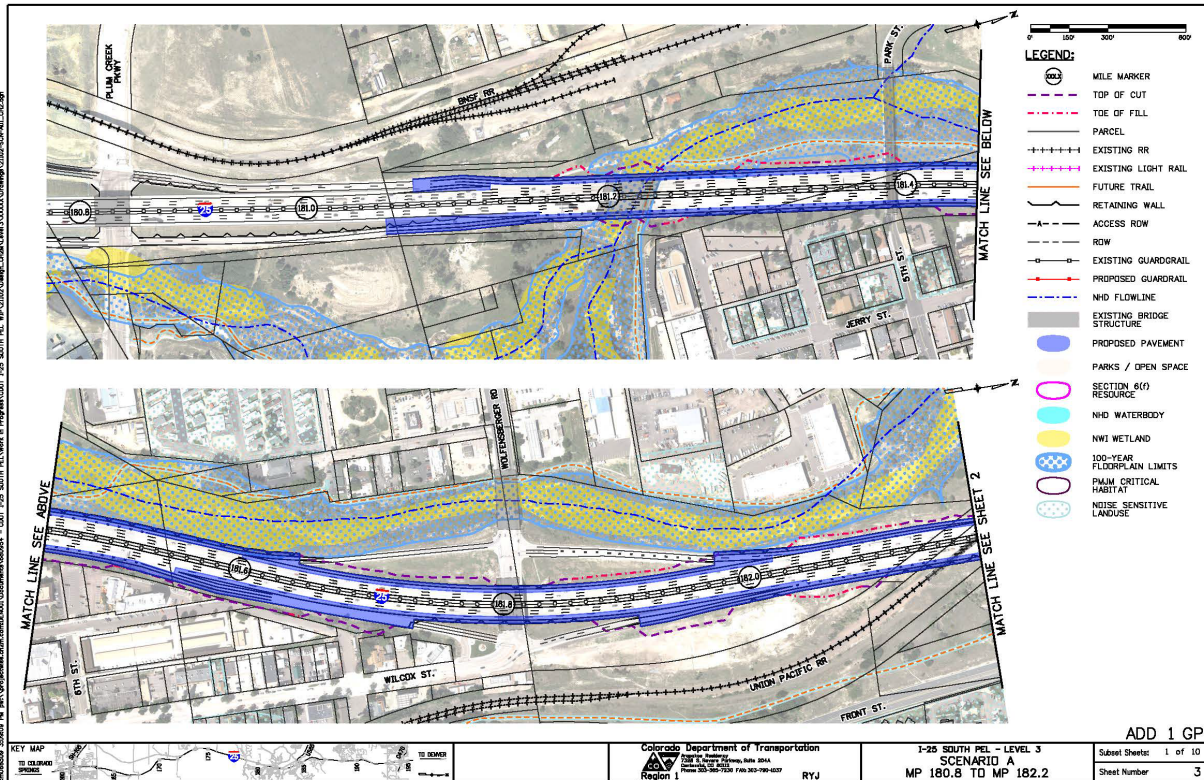 PLUM CREEK
PKWY
BNSF RR
PARK ST.
N
180.8
25
181.0
181.2
181.4
5TH ST.
JERRY ST.
MATCH LINE SEE BELOW
0' 150' 300' 600'
LEGEND:
XXX.X MILE MARKER
TOP OF CUT
TOE OF FILL
PARCEL
EXISTING RR
EXISTING LIGHT RAIL
FUTURE TRAIL
RETAINING WALL
A ACCESS ROW
ROW
EXISTING GUARDGRAIL
PROPOSED GUARDRAIL
NHD FLOWLINE
EXISTING BRIDGE
STRUCTURE
PROPOSED PAVEMENT
PARKS / OPEN SPACE
SECTION 6(f)
RESOURCE
NHD WATERBODY
NWI WETLAND
100-YEAR
FLOORPLAIN LIMITS
PMJM CRITICAL
HABITAT
NOISE SENSITIVE
LANDUSE
MATCH LINE SEE ABOVE
WOLFENSBERGER RD
N
181.6
25
181.8
182.0
6TH ST.
WILCOX ST.
UNION PACIFIC RR
FRONT ST.
MATCH LINE SEE SHEET 2
ADD 1 GP
KEY MAP
TO COLORADO
SPRINGS
TO DENVER
25
175
170
Colorado Department of Transportation
Region 1
RYJ
I-25 SOUTH PEL - LEVEL 3
SCENARIO A
MP 180.8 TO MP 182.2
Subset Sheets: 1 of 10
Sheet Number 3